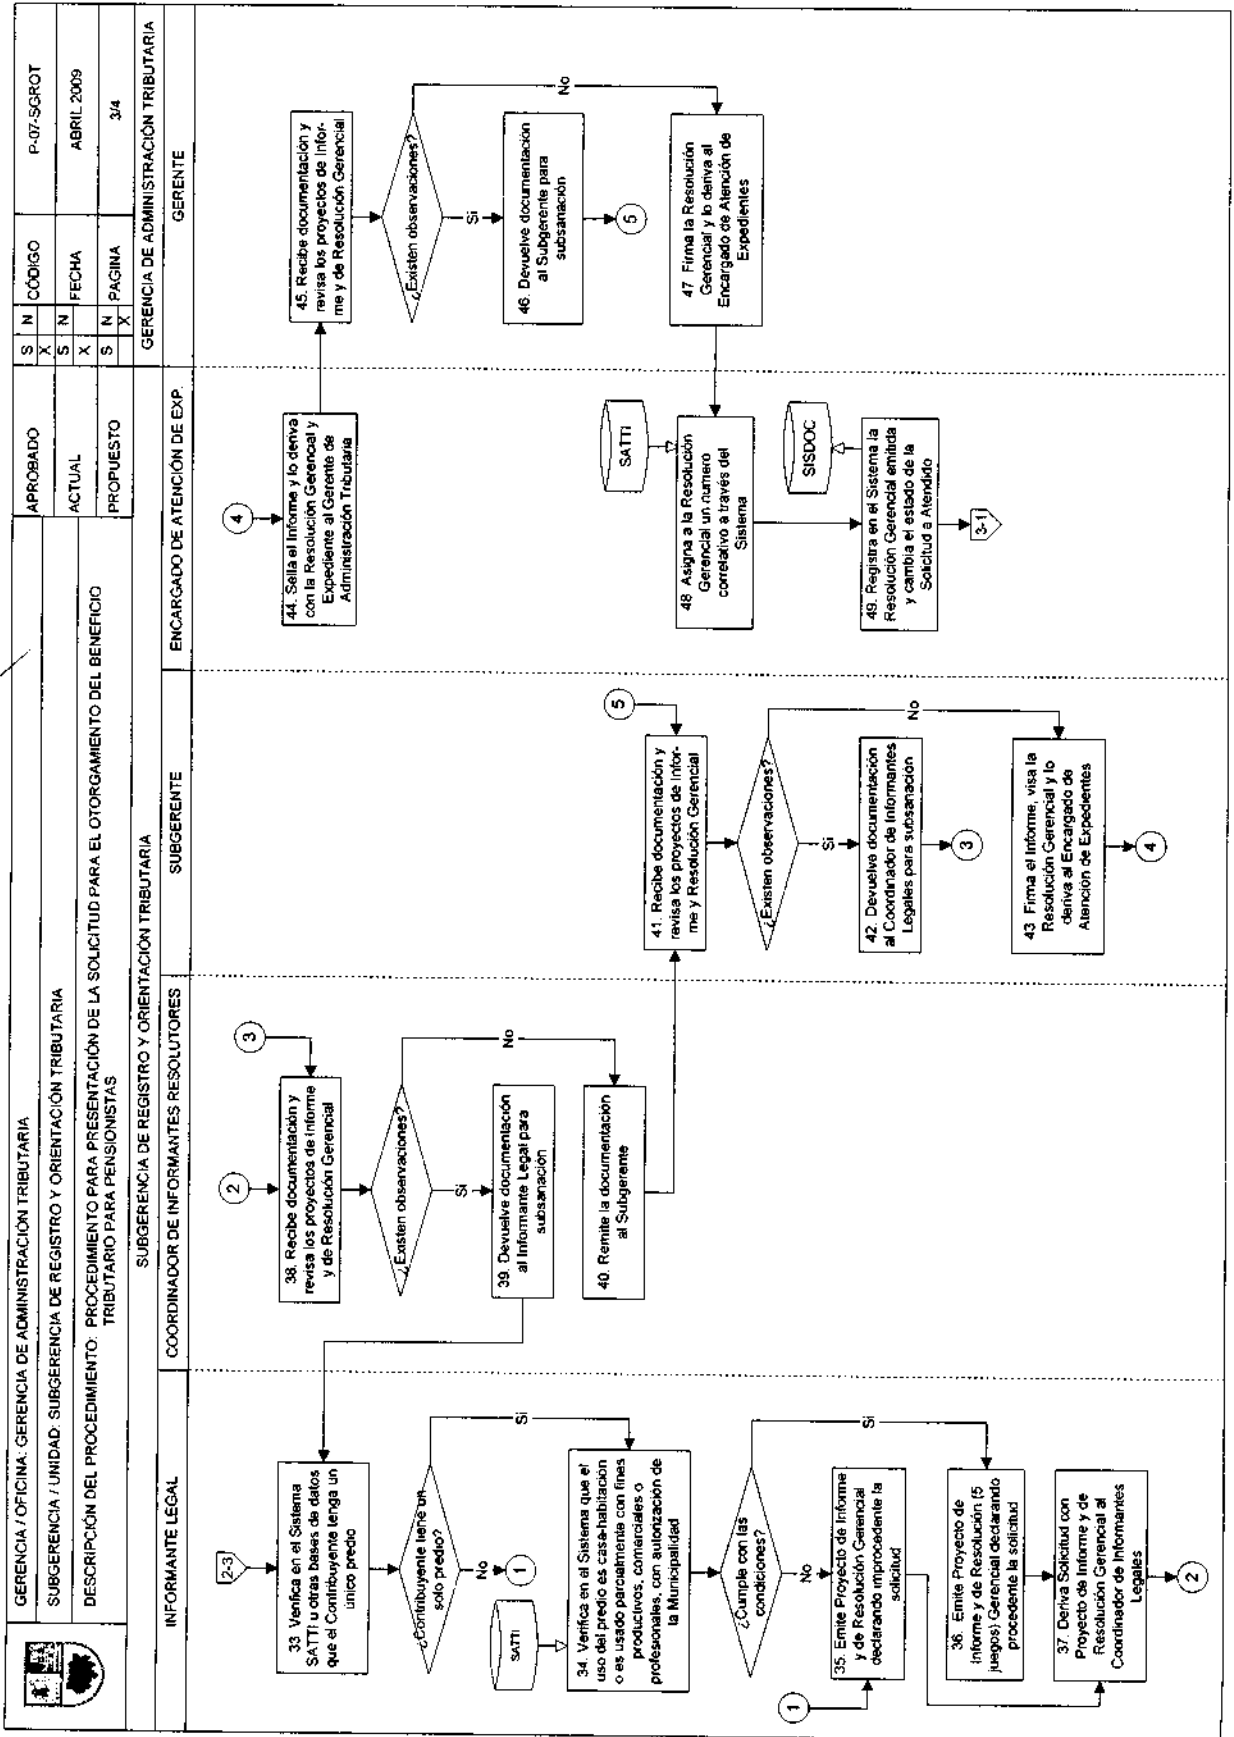 GERENCIA / OFICINA: GERENCIA DE ADMINISTRACIÓN TRIBUTARIA
SUBGERENCIA / UNIDAD: SUBGERENCIA DE REGISTRO Y ORIENTACIÓN TRIBUTARIA
DESCRIPCIÓN DEL PROCEDIMIENTO: PROCEDIMIENTO PARA PRESENTACIÓN DE LA SOLICITUD PARA EL OTORGAMIENTO DEL BENEFICIO
TRIBUTARIO PARA PENSIONISTAS
APROBADO
S N
X
CÓDIGO
P-07-SGROT
ACTUAL
S N
X
FECHA
ABRIL 2009
PROPUESTO
S N
X
PAGINA
3/4
SUBGERENCIA DE REGISTRO Y ORIENTACIÓN TRIBUTARIA
GERENCIA DE ADMINISTRACIÓN TRIBUTARIA
INFORMANTE LEGAL
COORDINADOR DE INFORMANTES RESOLUTORES
SUBGERENTE
ENCARGADO DE ATENCIÓN DE EXP.
GERENTE
2-3
33 Verifica en el Sistema
SATTI u otras bases de datos
que el Contribuyente tenga un
único predio
¿Contribuyente tiene un
solo predio?
Si
No
1
SATTI
34. Verifica en el Sistema que el
uso del predio es casa-habitación
o es usado parcialmente con fines
productivos, comerciales o
profesionales, con autorización de
la Municipalidad
¿Cumple con las
condiciones?
Si
No
1
35. Emite Proyecto de Informe
y de Resolución Gerencial
declarando improcedente la
solicitud
36. Emite Proyecto de
Informe y de Resolución (5
juegos) Gerencial declarando
procedente la solicitud
37. Deriva Solicitud con
Proyecto de Informe y de
Resolución Gerencial al
Coordinador de Informantes
Legales
2
2
3
38. Recibe documentación y
revisa los proyectos de Informe
y de Resolución Gerencial
¿Existen observaciones?
No
Si
39. Devuelve documentación
al Informante Legal para
subsanación
40. Remite la documentación
al Subgerente
5
41. Recibe documentación y
revisa los proyectos de Infor-
me y Resolución Gerencial
¿Existen observaciones?
No
Si
42. Devuelve documentación
al Coordinador de Informantes
Legales para subsanación
3
43 Firma el Informe, visa la
Resolución Gerencial y lo
deriva al Encargado de
Atención de Expedientes
4
4
44. Sella el Informe y lo deriva
con la Resolución Gerencial y
Expediente al Gerente de
Administración Tributaria
SATTI
48 Asigna a la Resolución
Gerencial un numero
correlativo a través del
Sistema
SISDOC
49. Registra en el Sistema la
Resolución Gerencial emitida
y cambia el estado de la
Solicitud a Atendido
3-1
45. Recibe documentación y
revisa los proyectos de Infor-
me y de Resolución Gerencial
¿Existen observaciones?
No
Si
46. Devuelve documentación
al Subgerente para
subsanación
5
47 Firma la Resolución
Gerencial y lo deriva al
Encargado de Atención de
Expedientes